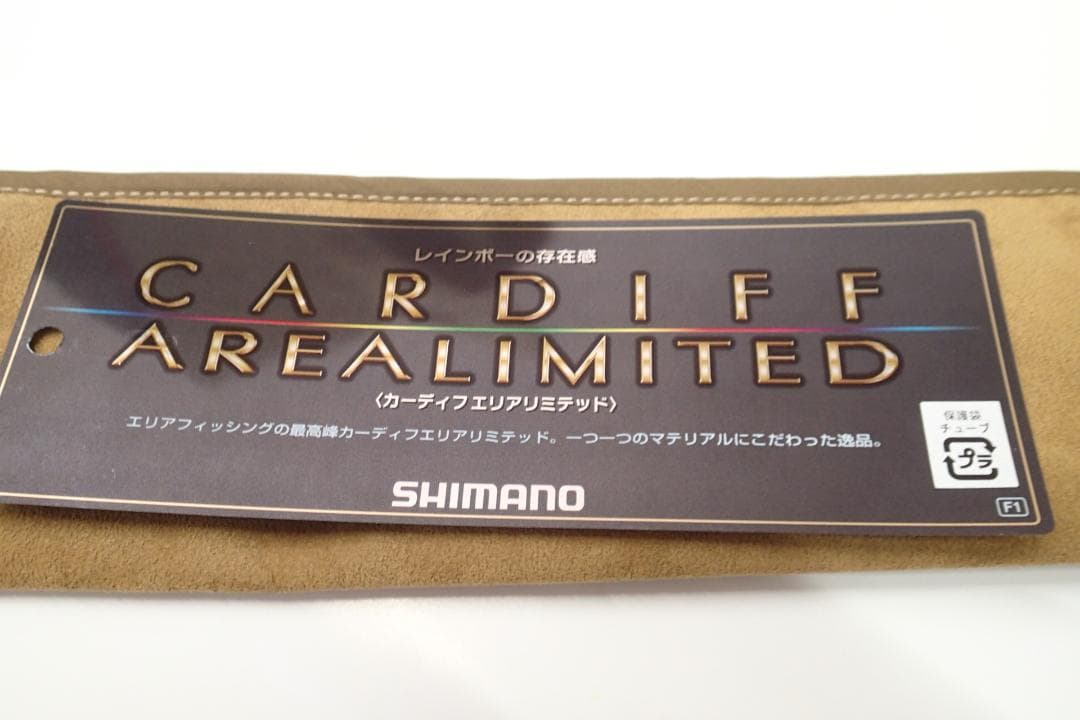 レインボーの存在感
CARDIFF
AREALIMITED
〈カーディフエリアリミテッド〉
エリアフィッシングの最高峰カーディフエリアリミテッド。一つ一つのマテリアルにこだわった逸品。
保護袋
チューブ
プラ
SHIMANO
F1